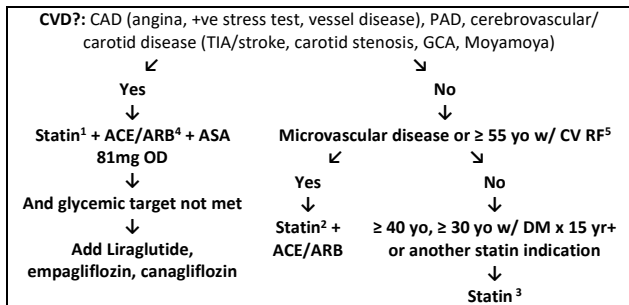 CVD?: CAD (angina, +ve stress test, vessel disease), PAD, cerebrovascular/
carotid disease (TIA/stroke, carotid stenosis, GCA, Moyamoya)
↙ ↘
Yes No
↓ ↓
Statin¹ + ACE/ARB⁴ + ASA Microvascular disease or ≥ 55 yo w/ CV RF⁵
81mg OD ↙ ↘
↓ Yes No
And glycemic target not met ↓ ↓
↓ Statin² + ≥ 40 yo, ≥ 30 yo w/ DM x 15 yr+
Add Liraglutide, ACE/ARB or another statin indication
empagliflozin, canagliflozin ↓
Statin ³